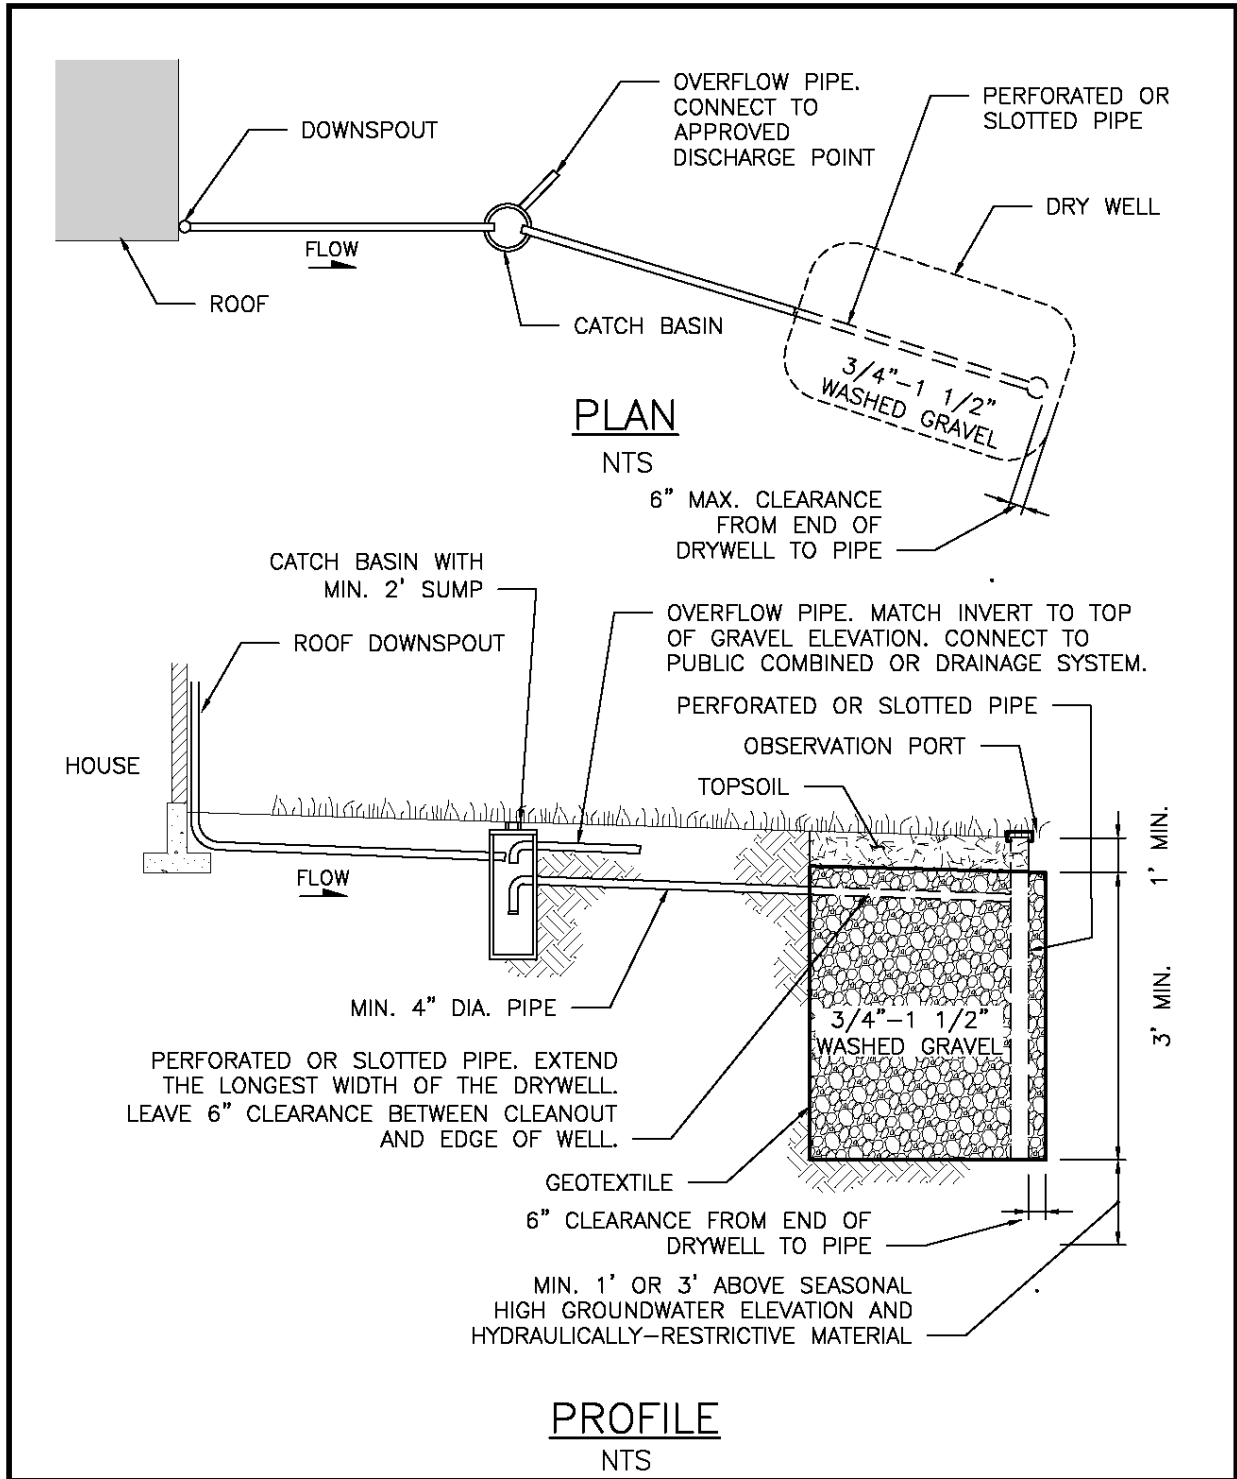 OVERFLOW PIPE.
CONNECT TO
APPROVED
DISCHARGE POINT
PERFORATED OR
SLOTTED PIPE
DOWNSPOUT
DRY WELL
FLOW
ROOF
CATCH BASIN
3/4"-1 1/2"
WASHED GRAVEL
PLAN
NTS
6" MAX. CLEARANCE
FROM END OF
DRYWELL TO PIPE
CATCH BASIN WITH
MIN. 2' SUMP
OVERFLOW PIPE. MATCH INVERT TO TOP
OF GRAVEL ELEVATION. CONNECT TO
PUBLIC COMBINED OR DRAINAGE SYSTEM.
ROOF DOWNSPOUT
PERFORATED OR SLOTTED PIPE
OBSERVATION PORT
HOUSE
TOPSOIL
1' MIN.
FLOW
3' MIN.
MIN. 4" DIA. PIPE
3/4"-1 1/2"
WASHED GRAVEL
PERFORATED OR SLOTTED PIPE. EXTEND
THE LONGEST WIDTH OF THE DRYWELL.
LEAVE 6" CLEARANCE BETWEEN CLEANOUT
AND EDGE OF WELL.
GEOTEXTILE
6" CLEARANCE FROM END OF
DRYWELL TO PIPE
MIN. 1' OR 3' ABOVE SEASONAL
HIGH GROUNDWATER ELEVATION AND
HYDRAULICALLY-RESTRICTIVE MATERIAL
PROFILE
NTS